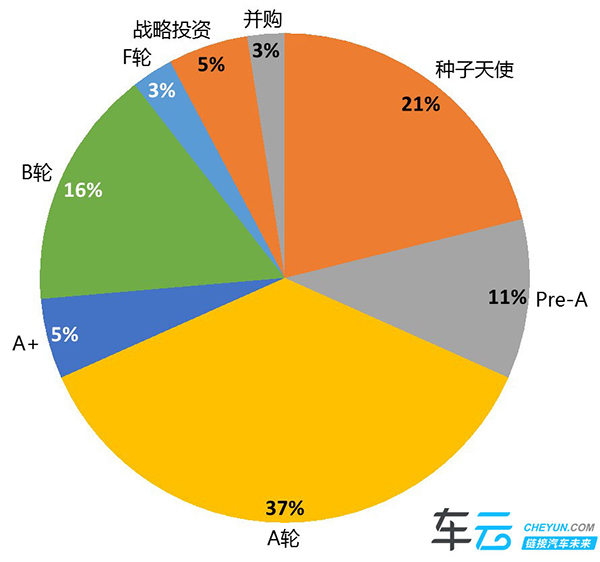 并购
3%
战略投资
5%
F轮
3%
种子天使
21%
B轮
16%
Pre-A
11%
A+
5%
37%
A轮
车云
CHEYUN.COM
链接汽车未来